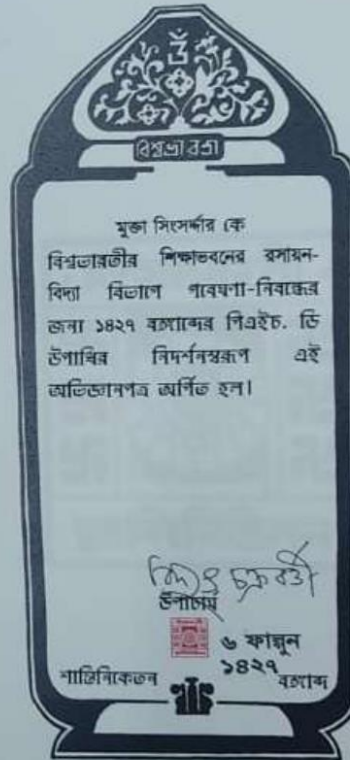 ওঁ
বিশ্বভারতী
মুক্তা সিংসর্দ্দার কে
বিশ্বভারতীর শিক্ষাভবনের রসায়ন-
বিদ্যা বিভাগে গবেষণা-নিবন্ধের
জন্য ১৪২৭ বঙ্গাব্দের পিএইচ. ডি
উপাধির নিদর্শনস্বরূপ এই
অভিজ্ঞানপত্র অর্পিত হল।
বিদ্যুৎ চক্রবর্তী
উপাচার্য
৬ ফাল্গুন
শান্তিনিকেতন ১৪২৭ বঙ্গাব্দ